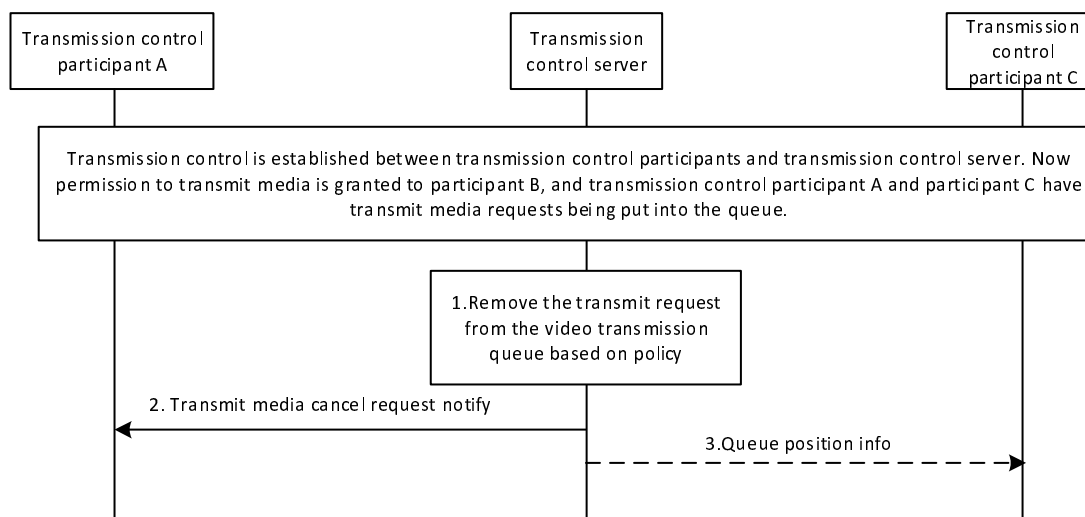 Transmission control
participant A
Transmission
control server
Transmission
control
participant C
Transmission control is established between transmission control participants and transmission control server. Now
permission to transmit media is granted to participant B, and transmission control participant A and participant C have
transmit media requests being put into the queue.
1.Remove the transmit request
from the video transmission
queue based on policy
2. Transmit media cancel request notify
3.Queue position info